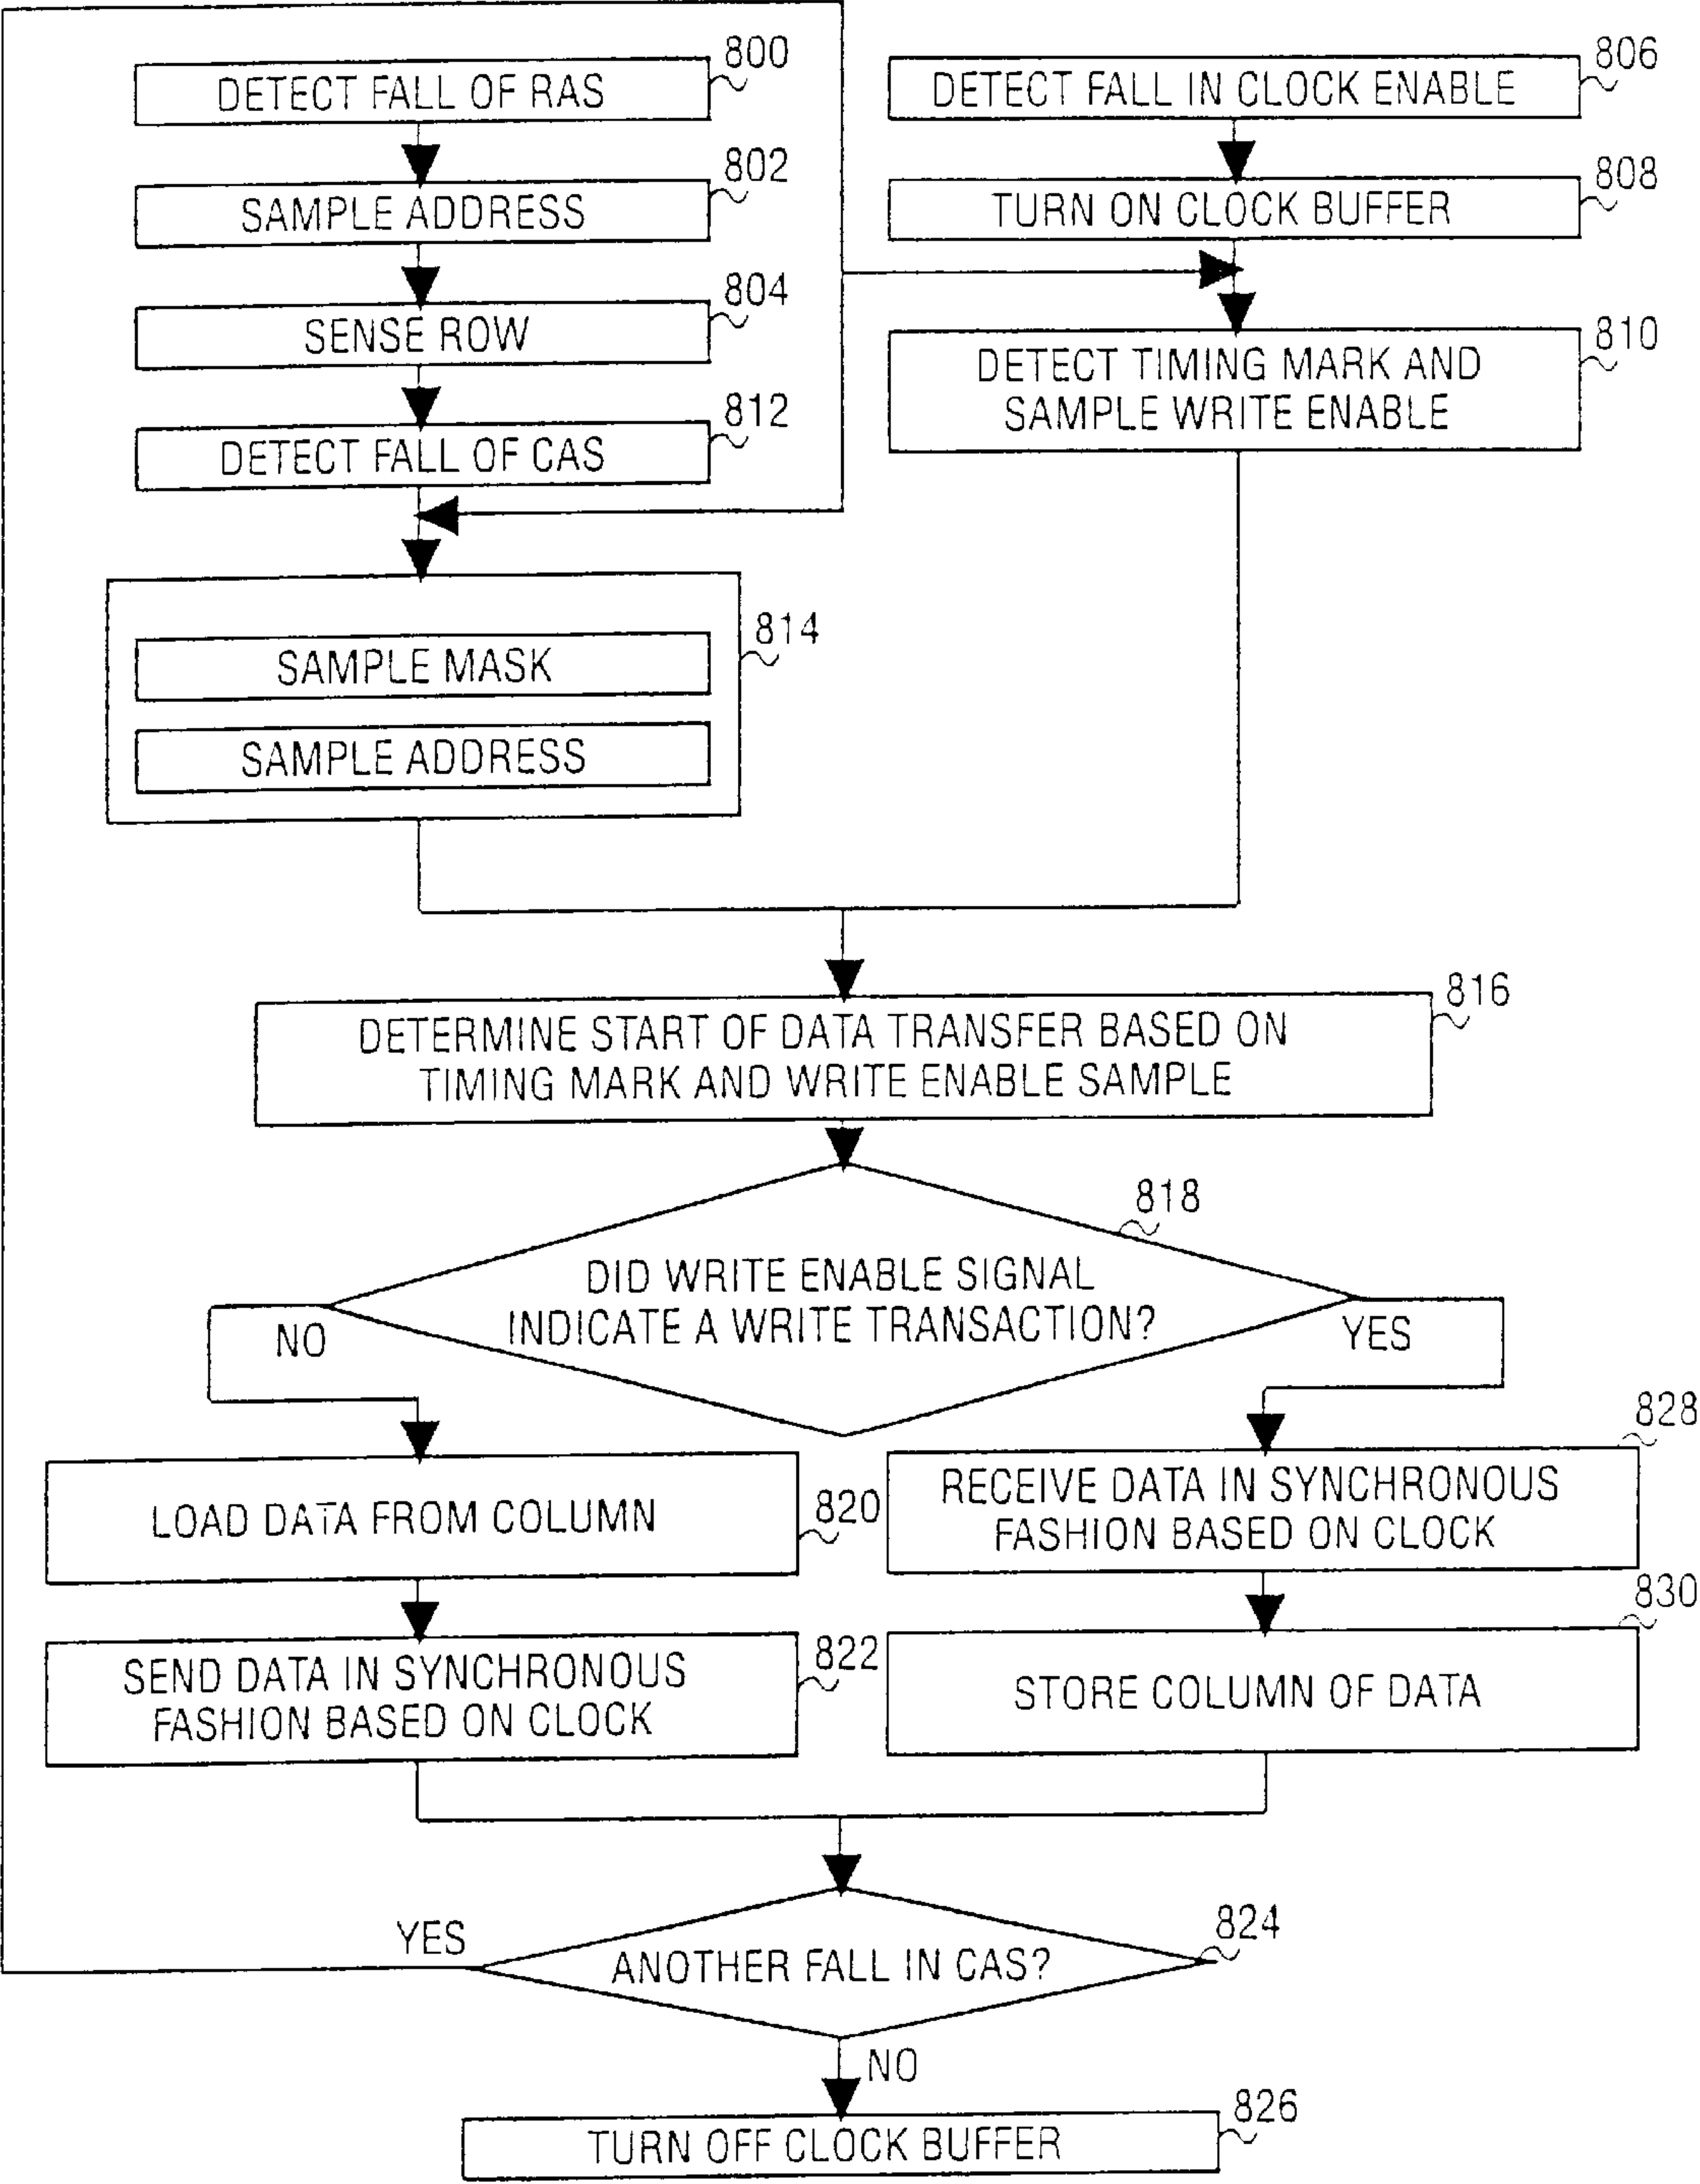 800
DETECT FALL OF RAS
802
SAMPLE ADDRESS
804
SENSE ROW
812
DETECT FALL OF CAS
814
SAMPLE MASK
SAMPLE ADDRESS
806
DETECT FALL IN CLOCK ENABLE
808
TURN ON CLOCK BUFFER
810
DETECT TIMING MARK AND
SAMPLE WRITE ENABLE
816
DETERMINE START OF DATA TRANSFER BASED ON
TIMING MARK AND WRITE ENABLE SAMPLE
818
DID WRITE ENABLE SIGNAL
INDICATE A WRITE TRANSACTION?
NO
YES
LOAD DATA FROM COLUMN
820
SEND DATA IN SYNCHRONOUS
FASHION BASED ON CLOCK
822
828
RECEIVE DATA IN SYNCHRONOUS
FASHION BASED ON CLOCK
830
STORE COLUMN OF DATA
YES
824
ANOTHER FALL IN CAS?
NO
826
TURN OFF CLOCK BUFFER